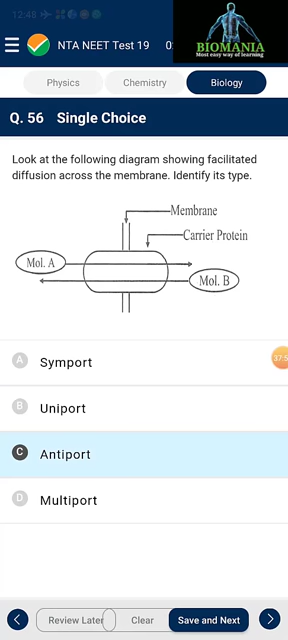 12:48
NTA NEET Test 19
BIOMANIA
Most easy way of learning
Physics
Chemistry
Biology
Q. 56 Single Choice
Look at the following diagram showing facilitated
diffusion across the membrane. Identify its type.
Membrane
Carrier Protein
Mol. A
Mol. B
A Symport
B Uniport
C Antiport
D Multiport
Review Later
Clear
Save and Next